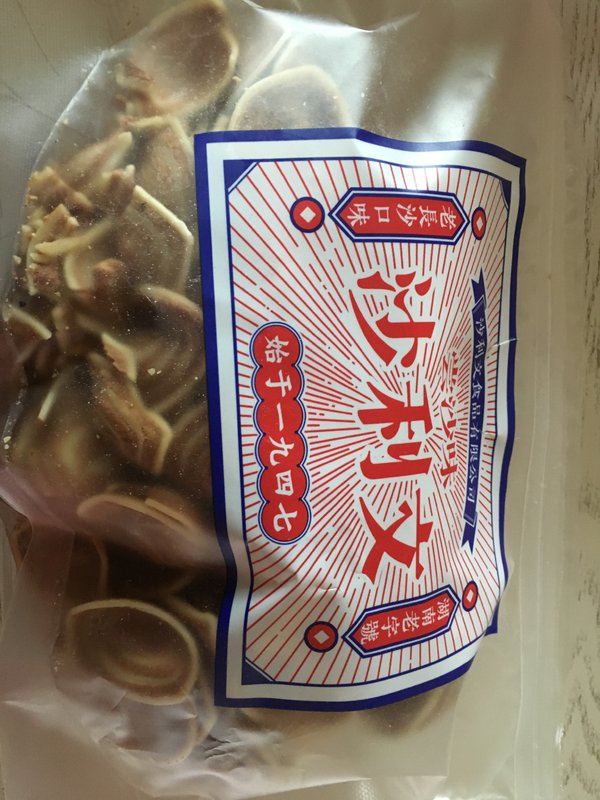 沙利文食品有限公司
老長沙口味
沙利文
湖南老字號
始于一九四七